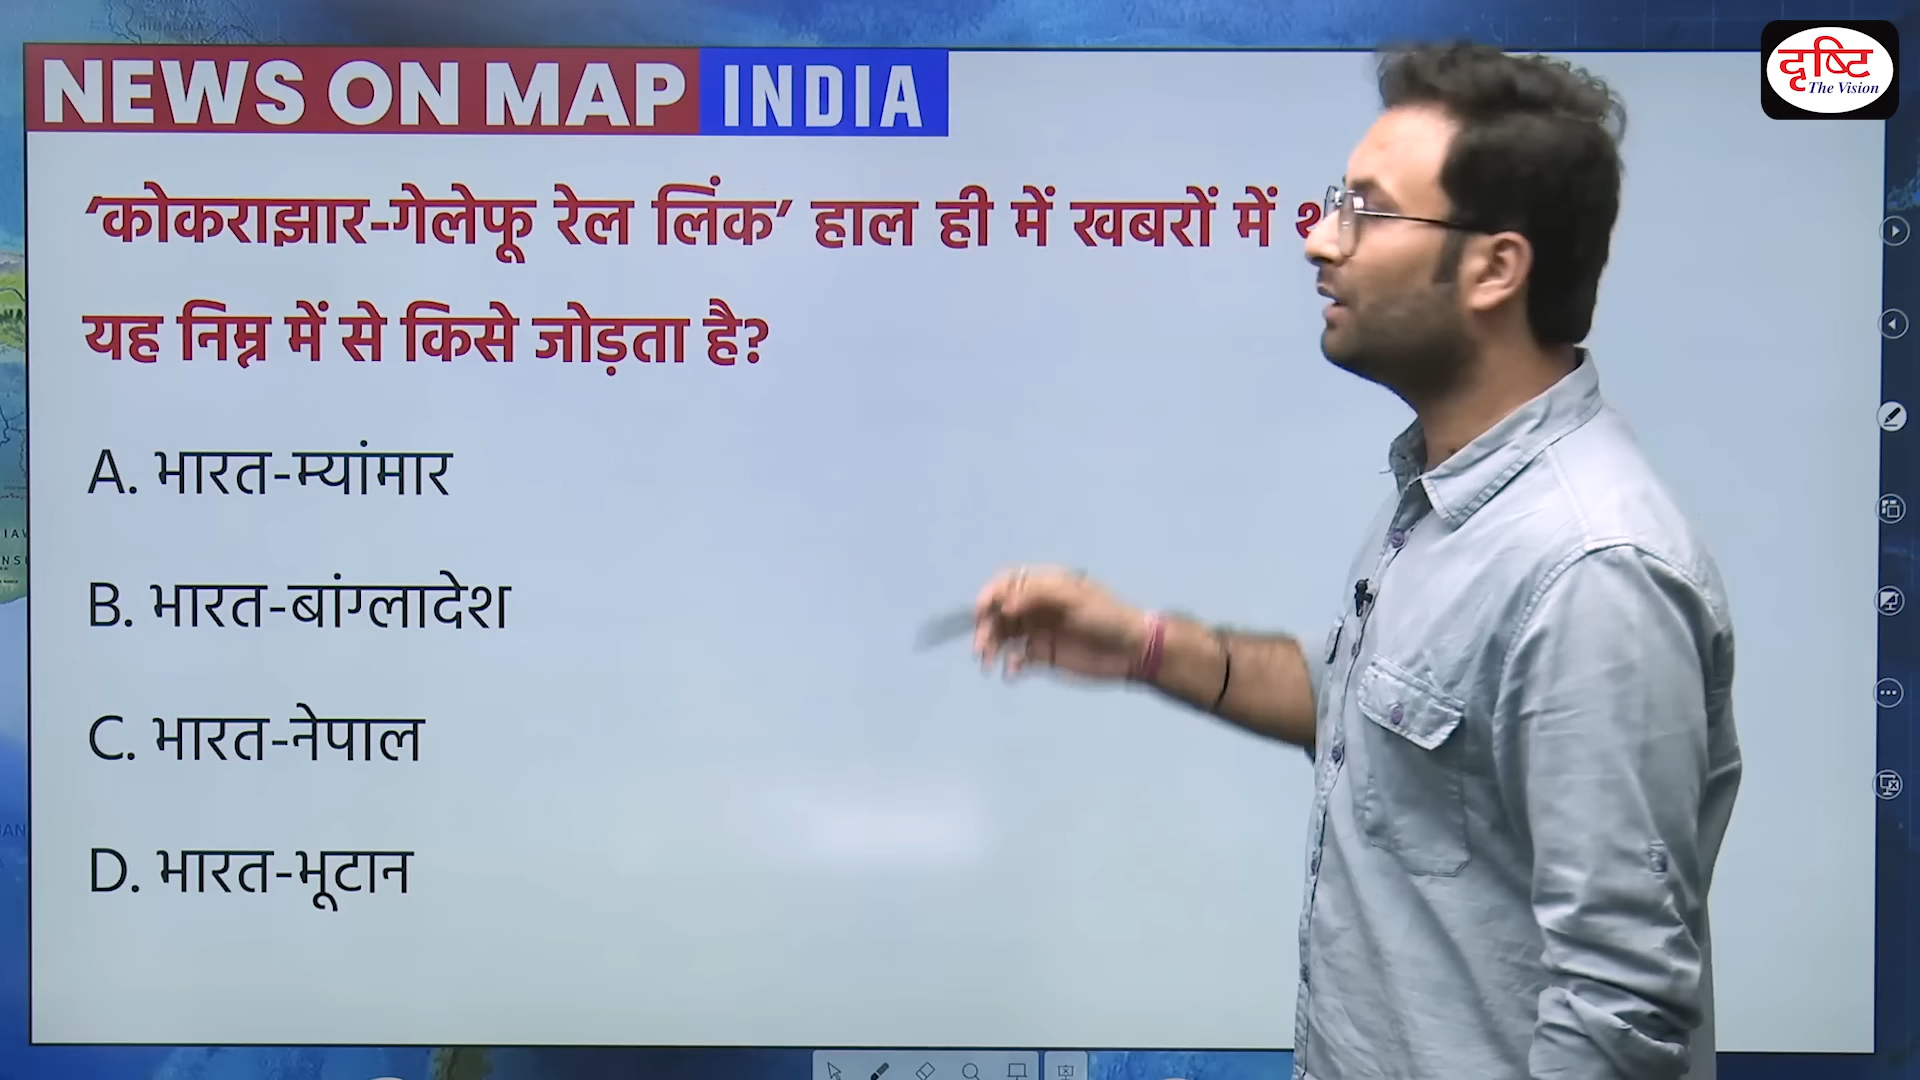 NEWS ON MAP INDIA
दृष्टि
The Vision
‘कोकराझार-गेलेफू रेल लिंक’ हाल ही में खबरों में
यह निम्न में से किसे जोड़ता है?
A. भारत-म्यांमार
B. भारत-बांग्लादेश
C. भारत-नेपाल
D. भारत-भूटान